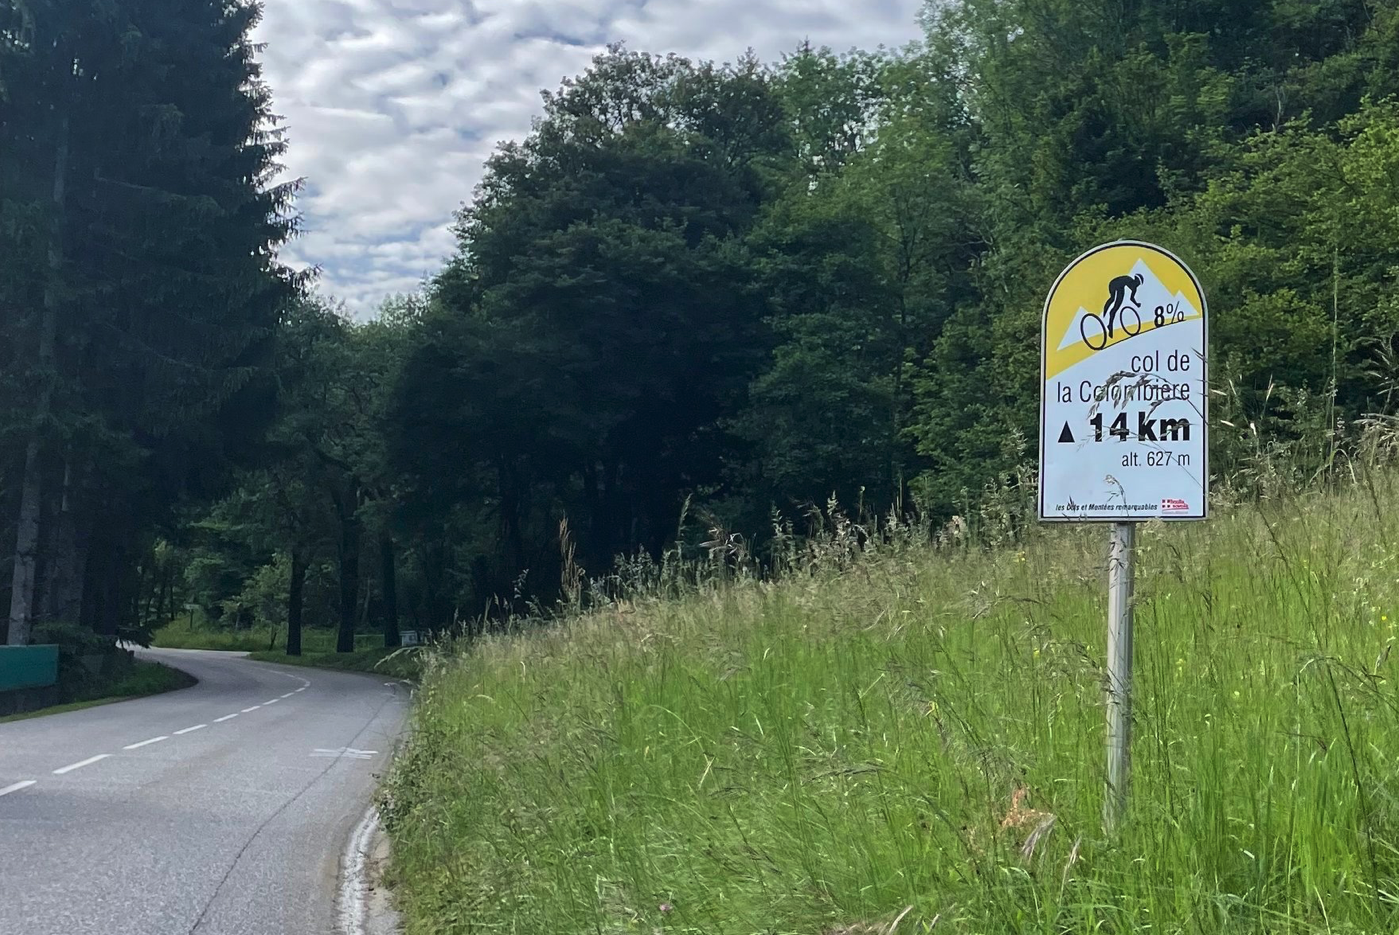 8%
col de
la Colombière
14 km
alt. 627 m
les Cols et Montées remarquables